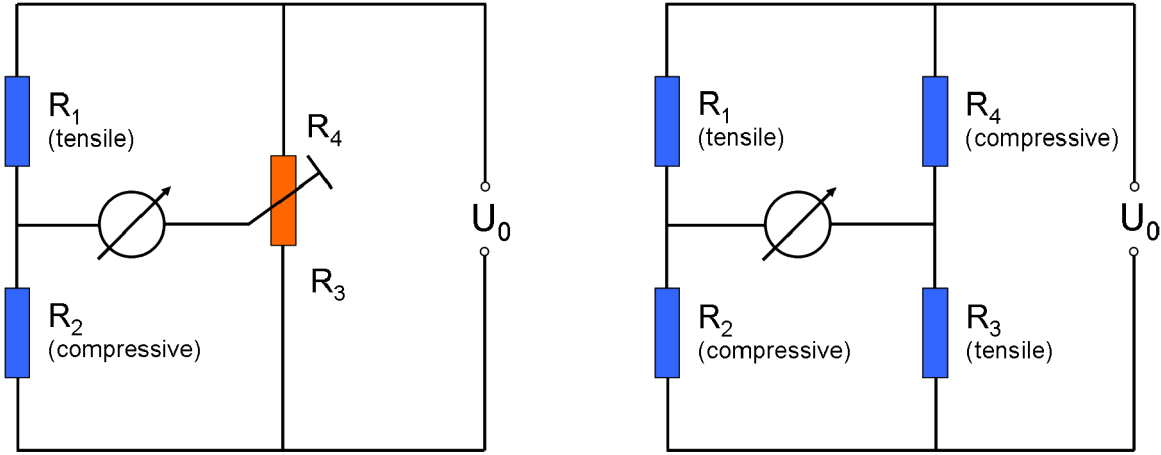 R1
(tensile)
R4
U0
R3
R2
(compressive)
R1
(tensile)
R4
(compressive)
U0
R2
(compressive)
R3
(tensile)